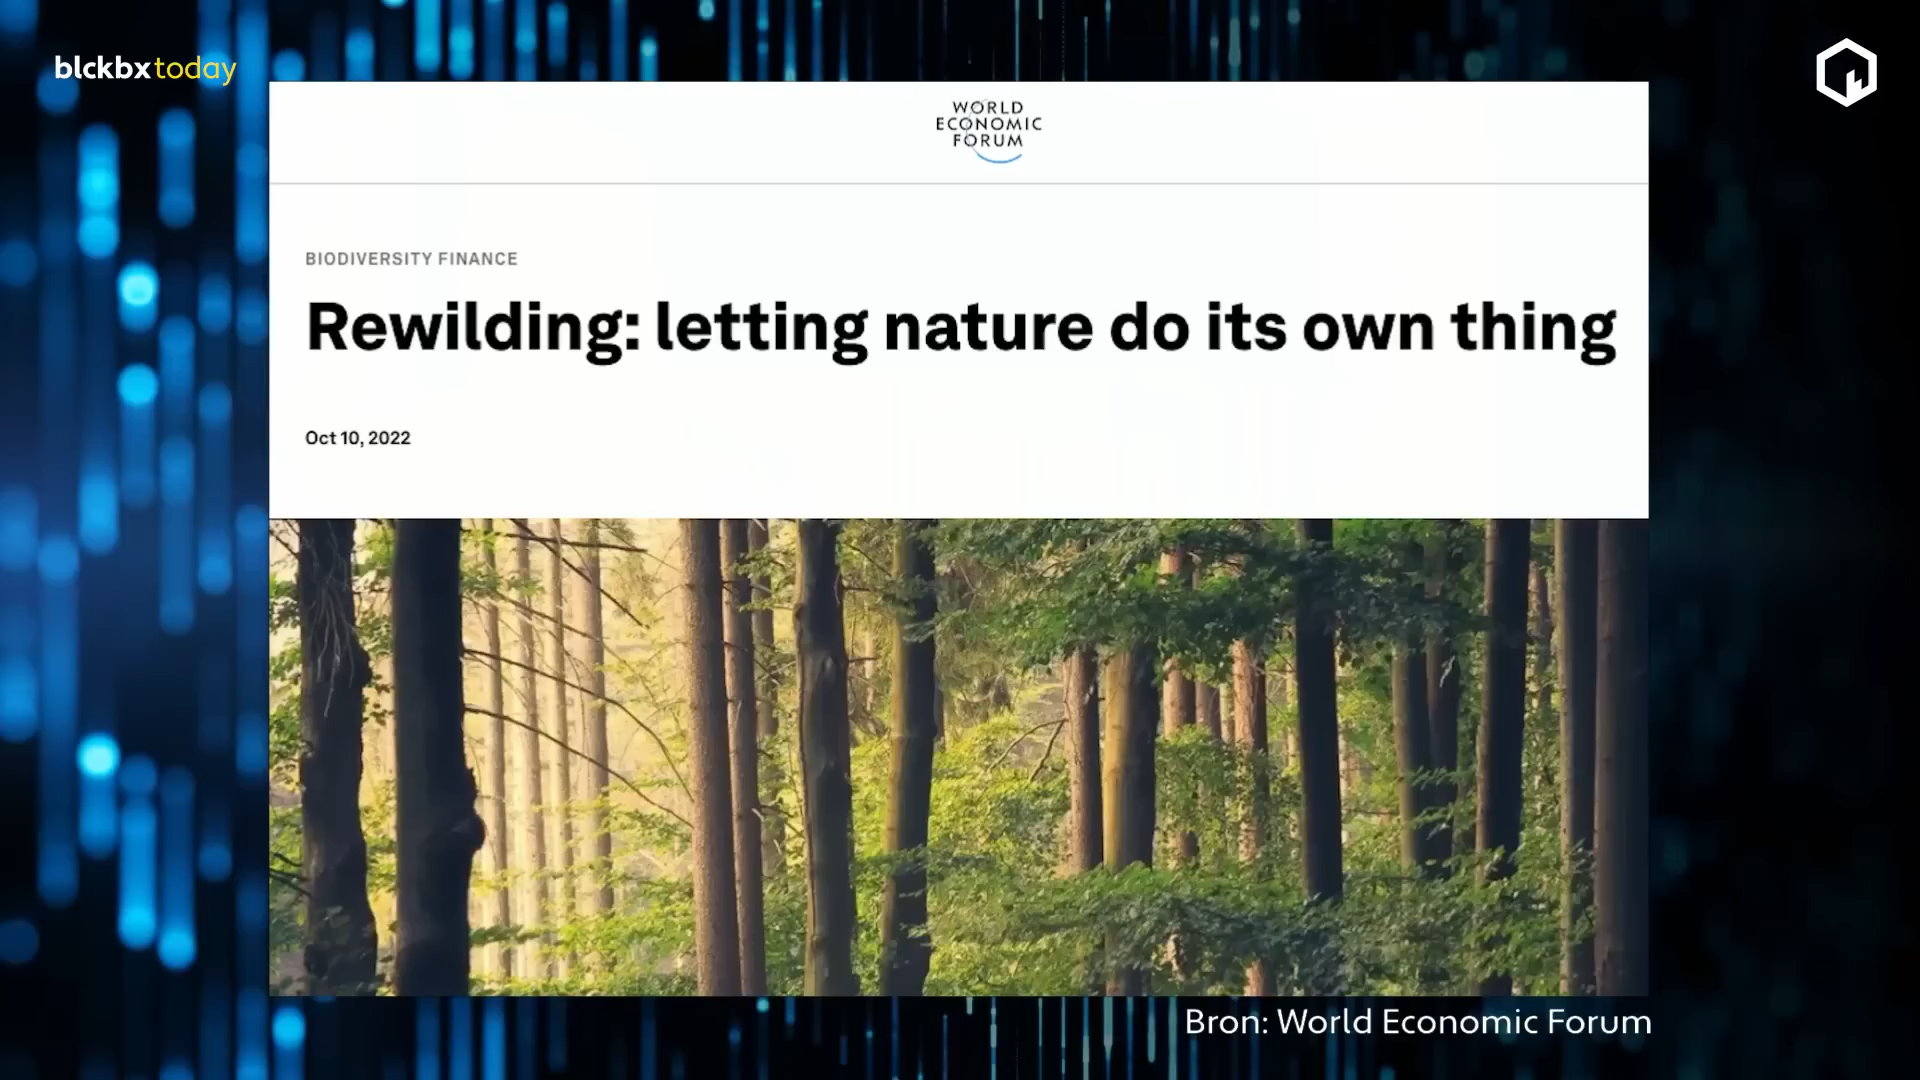 blckbxtoday
WORLD
ECONOMIC
FORUM
BIODIVERSITY FINANCE
Rewilding: letting nature do its own thing
Oct 10, 2022
Bron: World Economic Forum